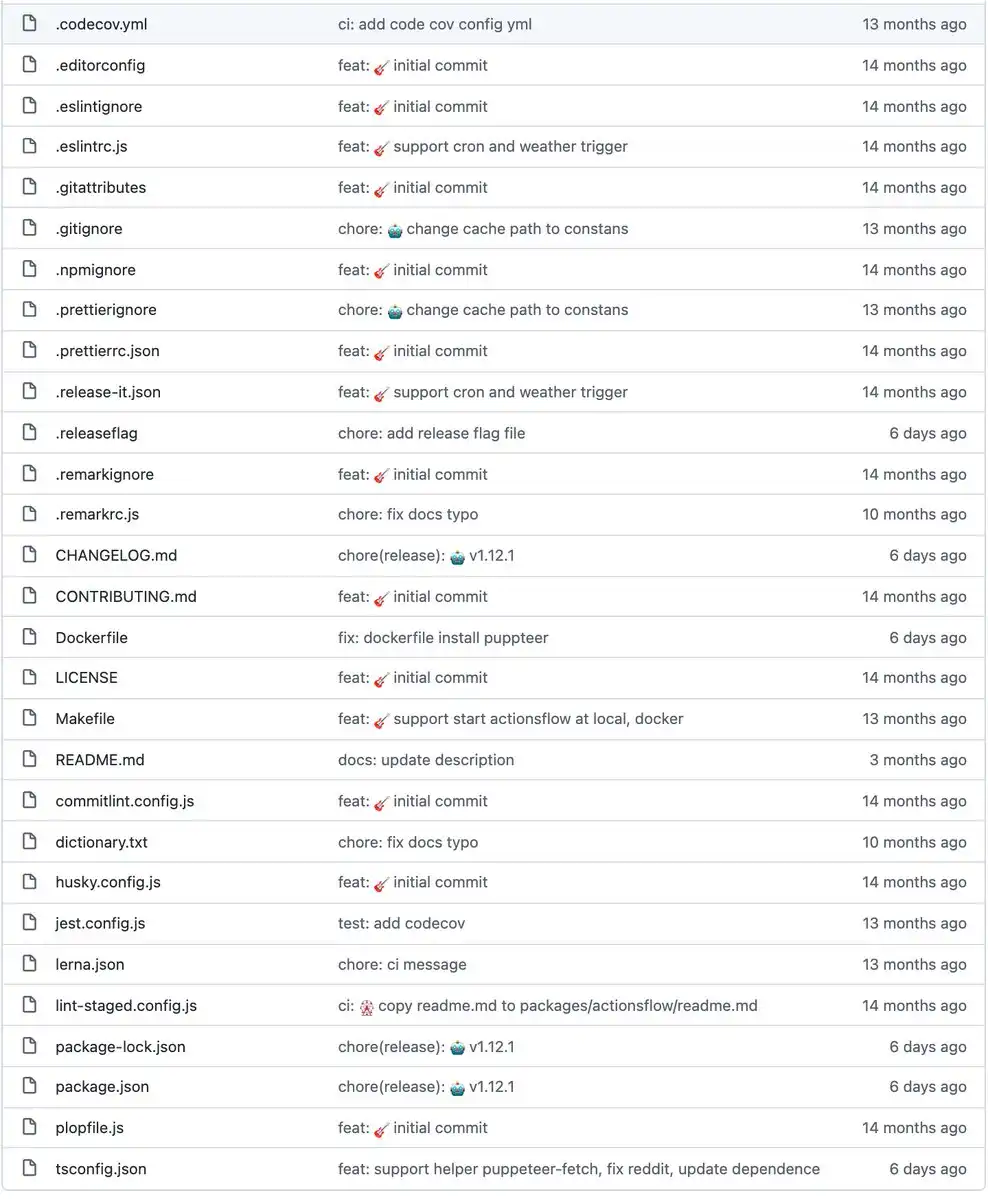 .codecov.yml ci: add code cov config yml 13 months ago
.editorconfig feat: 🎸 initial commit 14 months ago
.eslintignore feat: 🎸 initial commit 14 months ago
.eslintrc.js feat: 🎸 support cron and weather trigger 14 months ago
.gitattributes feat: 🎸 initial commit 14 months ago
.gitignore chore: 🤖 change cache path to constans 13 months ago
.npmignore feat: 🎸 initial commit 14 months ago
.prettierignore chore: 🤖 change cache path to constans 13 months ago
.prettierrc.json feat: 🎸 initial commit 14 months ago
.release-it.json feat: 🎸 support cron and weather trigger 14 months ago
.releaseflag chore: add release flag file 6 days ago
.remarkignore feat: 🎸 initial commit 14 months ago
.remarkrc.js chore: fix docs typo 10 months ago
CHANGELOG.md chore(release): 🤖 v1.12.1 6 days ago
CONTRIBUTING.md feat: 🎸 initial commit 14 months ago
Dockerfile fix: dockerfile install puppteer 6 days ago
LICENSE feat: 🎸 initial commit 14 months ago
Makefile feat: 🎸 support start actionsflow at local, docker 13 months ago
README.md docs: update description 3 months ago
commitlint.config.js feat: 🎸 initial commit 14 months ago
dictionary.txt chore: fix docs typo 10 months ago
husky.config.js feat: 🎸 initial commit 14 months ago
jest.config.js test: add codecov 13 months ago
lerna.json chore: ci message 13 months ago
lint-staged.config.js ci: 🎡 copy readme.md to packages/actionsflow/readme.md 14 months ago
package-lock.json chore(release): 🤖 v1.12.1 6 days ago
package.json chore(release): 🤖 v1.12.1 6 days ago
plopfile.js feat: 🎸 initial commit 14 months ago
tsconfig.json feat: support helper puppeteer-fetch, fix reddit, update dependence 6 days ago